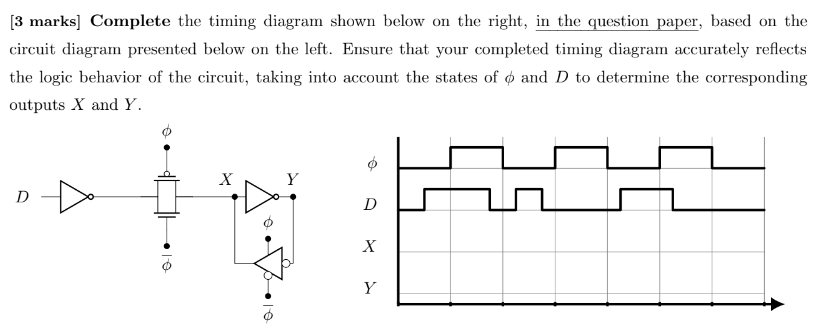 [3 marks] Complete the timing diagram shown below on the right, in the question paper, based on the
circuit diagram presented below on the left. Ensure that your completed timing diagram accurately reflects
the logic behavior of the circuit, taking into account the states of ϕ and D to determine the corresponding
outputs X and Y.
ϕ
D
X
Y
ϕ
ϕ̅
ϕ̅
ϕ
D
X
Y